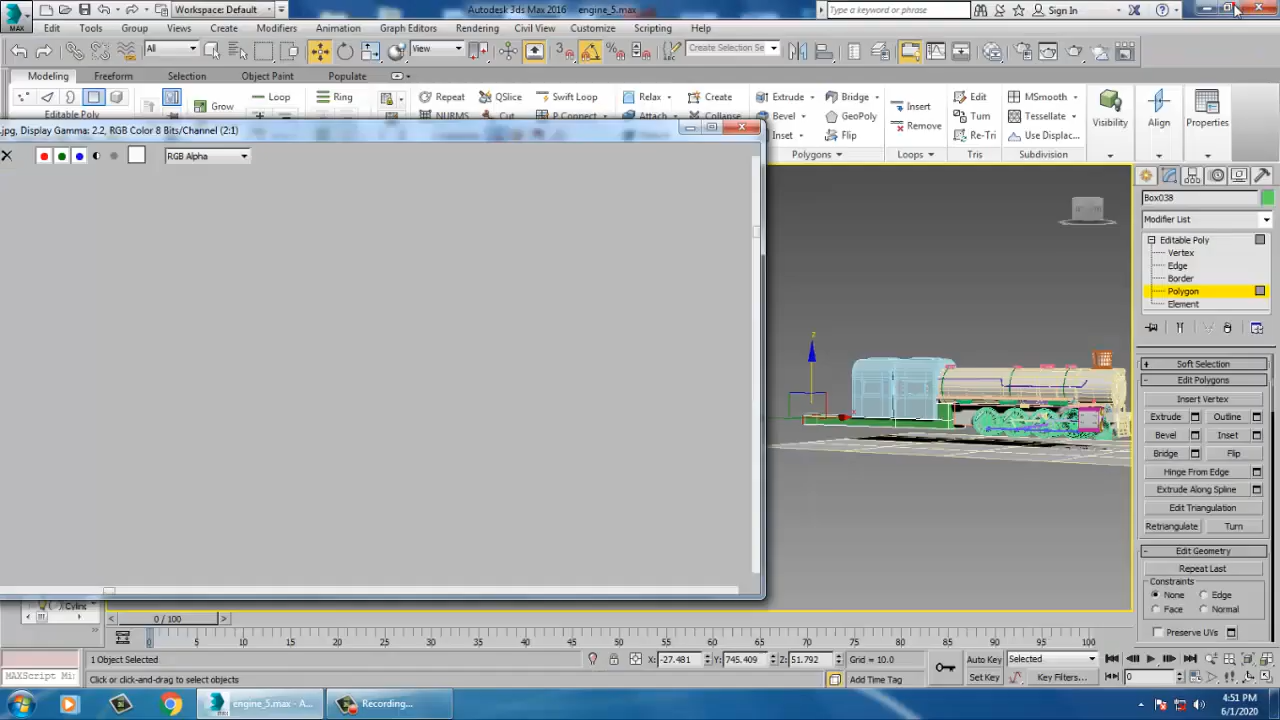 Autodesk 3ds Max 2016 engine_5.max
Workspace: Default
Type a keyword or phrase
Sign In
MAX
Edit Tools Group Views Create Modifiers Animation Graph Editors Rendering Civil View Customize Scripting Help
All
View
Create Selection Se
Modeling Freeform Selection Object Paint Populate
Grow Loop Ring Repeat QSlice Swift Loop Relax Create Extrude Bridge Insert Edit MSmooth
NURMS P Connect Attach Bevel GeoPoly Remove Turn Tessellate Visibility Align Properties
Editable Poly
Inset Flip Re-Tri Use Displac...
Polygons Loops Tris Subdivision
.jpg, Display Gamma: 2.2, RGB Color 8 Bits/Channel (2:1)
RGB Alpha
Box038
Modifier List
Editable Poly
Vertex
Edge
Border
Polygon
Element
Soft Selection
Edit Polygons
Insert Vertex
Extrude Outline
Bevel Inset
Bridge Flip
Hinge From Edge
Extrude Along Spline
Edit Triangulation
Retriangulate Turn
Edit Geometry
Repeat Last
Constraints
None Edge
Face Normal
Preserve UVs
z
Cylind
0 / 100
0 5 10 15 20 25 30 35 40 45 50 55 60 65 70 75 80 85 90 95 100
1 Object Selected
X: -27.481 Y: 745.409 Z: 51.792 Grid = 10.0
Auto Key Selected
MAXScript Mi
Click or click-and-drag to select objects
Add Time Tag
Set Key Key Filters... 0
engine_5.max - A...
Recording...
4:51 PM
6/1/2020